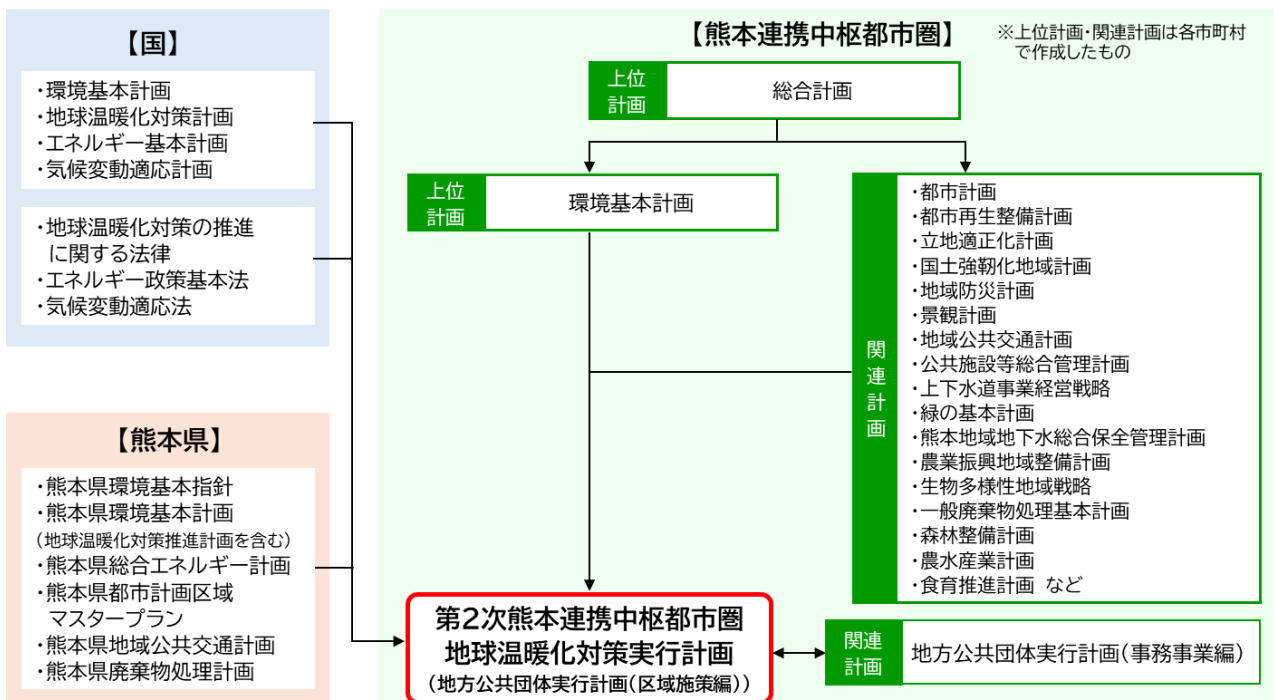 【国】
・環境基本計画
・地球温暖化対策計画
・エネルギー基本計画
・気候変動適応計画
・地球温暖化対策の推進
に関する法律
・エネルギー政策基本法
・気候変動適応法
【熊本県】
・熊本県環境基本指針
・熊本県環境基本計画
（地球温暖化対策推進計画を含む）
・熊本県総合エネルギー計画
・熊本県都市計画区域
マスタープラン
・熊本県地域公共交通計画
・熊本県廃棄物処理計画
【熊本連携中枢都市圏】
※上位計画・関連計画は各市町村
で作成したもの
上位
計画
総合計画
上位
計画
環境基本計画
関連計画
・都市計画
・都市再生整備計画
・立地適正化計画
・国土強靭化地域計画
・地域防災計画
・景観計画
・地域公共交通計画
・公共施設等総合管理計画
・上下水道事業経営戦略
・緑の基本計画
・熊本地域地下水総合保全管理計画
・農業振興地域整備計画
・生物多様性地域戦略
・一般廃棄物処理基本計画
・森林整備計画
・農水産業計画
・食育推進計画 など
第2次熊本連携中枢都市圏
地球温暖化対策実行計画
（地方公共団体実行計画（区域施策編））
関連
計画
地方公共団体実行計画（事務事業編）